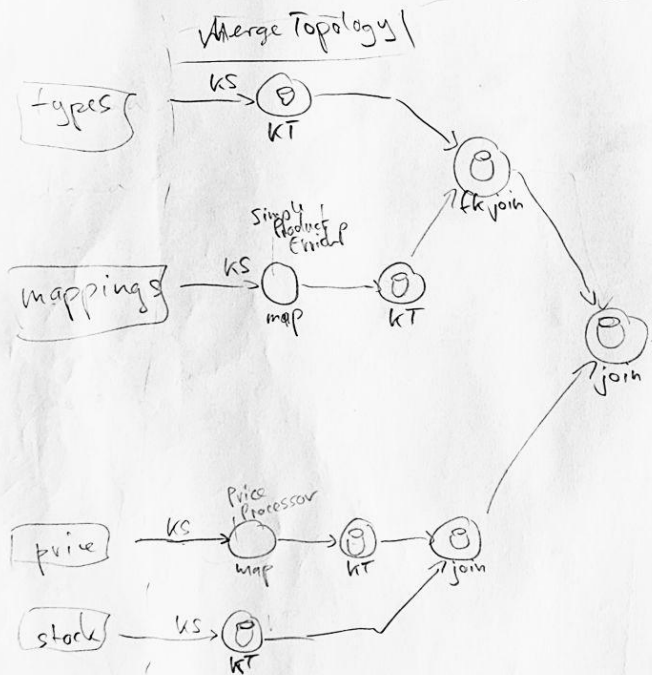 Merge Topology
types
KS
KT
fk join
Simple
Product
mappings
KS
map
KT
join
Price
Processor
price
KS
map
KT
join
stock
KS
KT